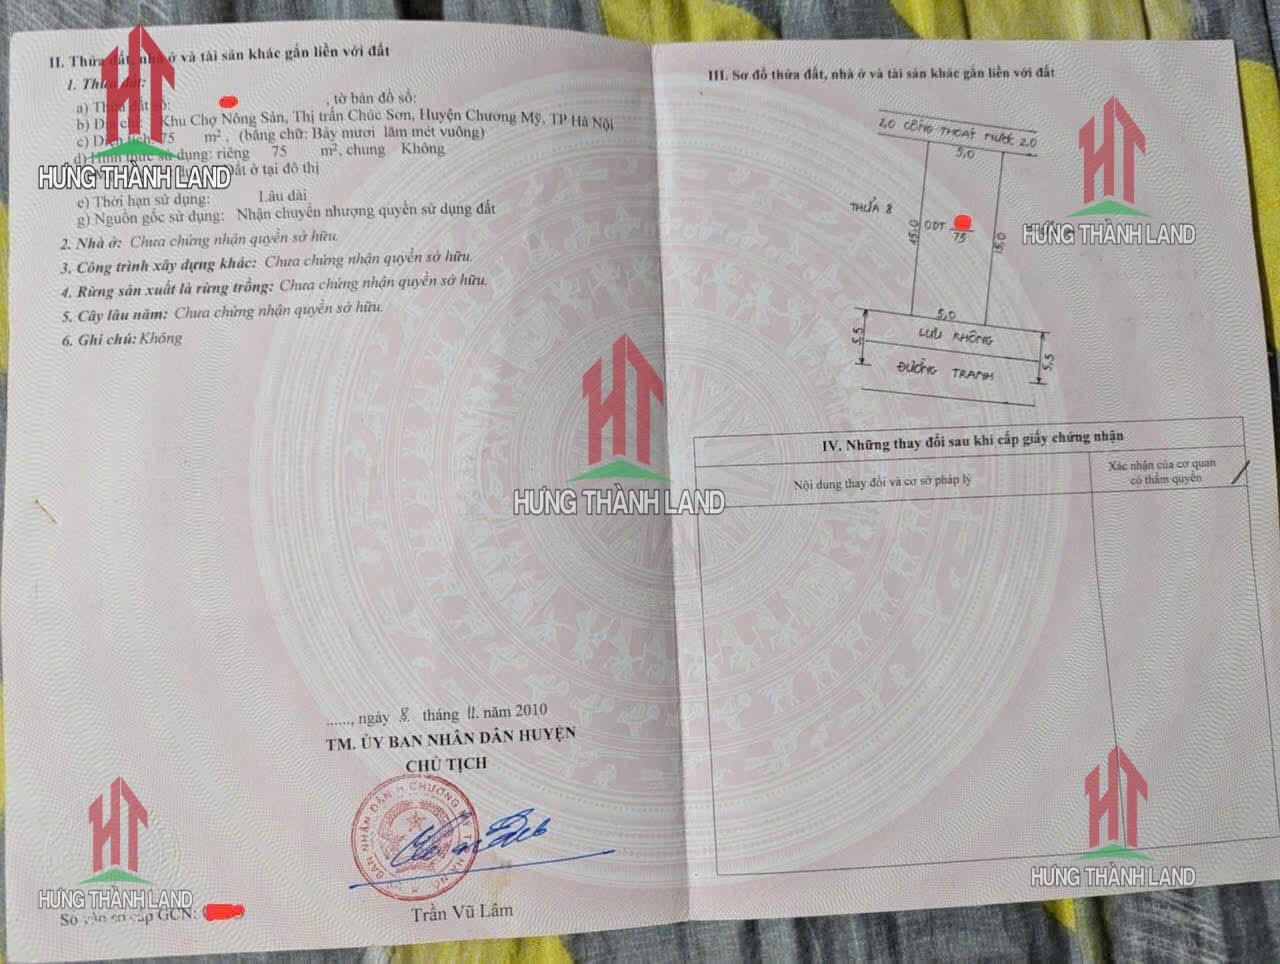 II. Thửa đất, nhà ở và tài sản khác gắn liền với đất
1. Thửa đất:
a) Thửa đất số: , tờ bản đồ số:
b) Địa chỉ: Khu Chợ Nông Sản, Thị trấn Chúc Sơn, Huyện Chương Mỹ, TP Hà Nội
c) Diện tích 75 m², (bằng chữ: Bảy mươi lăm mét vuông)
d) Hình thức sử dụng: riêng 75 m², chung Không
Đất ở tại đô thị
e) Thời hạn sử dụng: Lâu dài
g) Nguồn gốc sử dụng: Nhận chuyển nhượng quyền sử dụng đất
2. Nhà ở: Chưa chứng nhận quyền sở hữu.
3. Công trình xây dựng khác: Chưa chứng nhận quyền sở hữu.
4. Rừng sản xuất là rừng trồng: Chưa chứng nhận quyền sở hữu.
5. Cây lâu năm: Chưa chứng nhận quyền sở hữu.
6. Ghi chú: Không
......, ngày 8. tháng 11. năm 2010
TM. ỦY BAN NHÂN DÂN HUYỆN
CHỦ TỊCH
Trần Vũ Lâm
Số vào sổ cấp GCN:
III. Sơ đồ thửa đất, nhà ở và tài sản khác gắn liền với đất
2,0 CỐNG THOÁT NƯỚC 2,0
5,0
THỬA 8
15,0
ODT
75
15,0
5,0
5,5
LƯU KHÔNG
5,5
ĐƯỜNG TRANH
IV. Những thay đổi sau khi cấp giấy chứng nhận
Nội dung thay đổi và cơ sở pháp lý
Xác nhận của cơ quan
có thẩm quyền
HƯNG THÀNH LAND
HƯNG THÀNH LAND
HƯNG THÀNH LAND
HƯNG THÀNH LAND
HƯNG THÀNH LAND